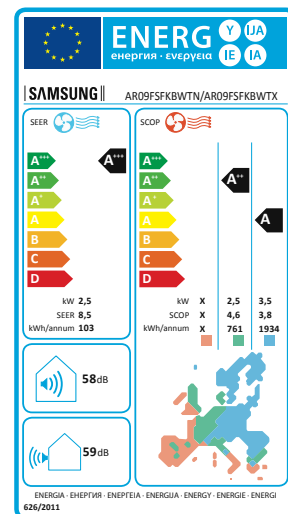 ENERG Y IJA
енергия · ενεργεια IE IA
SAMSUNG AR09FSFKBWTN/AR09FSFKBWTX
SEER SCOP
A+++ A+++ A+++
A++ A++ A++
A+ A+
A A A
B B
C C
D D
kW 2,5 kW X 2,5 3,5
SEER 8,5 SCOP X 4,6 3,8
kWh/annum 103 kWh/annum X 761 1934
58dB
59dB
ENERGIA · ЕНЕРГИЯ · ΕΝΕΡΓΕΙΑ · ENERGIJA · ENERGY · ENERGIE · ENERGI
626/2011